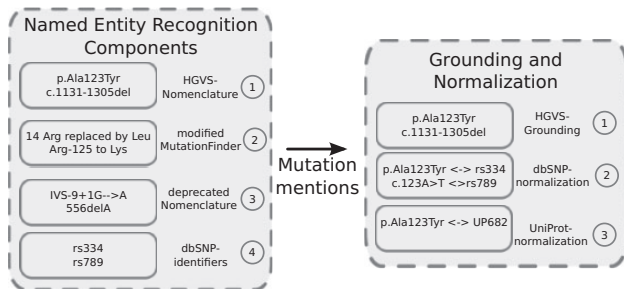 Named Entity Recognition
Components
p.Ala123Tyr
c.1131-1305del
HGVS-
Nomenclature
1
14 Arg replaced by Leu
Arg-125 to Lys
modified
MutationFinder
2
IVS-9+1G-->A
556delA
deprecated
Nomenclature
3
rs334
rs789
dbSNP-
identifiers
4
Mutation
mentions
Grounding and
Normalization
p.Ala123Tyr
c.1131-1305del
HGVS-
Grounding
1
p.Ala123Tyr <-> rs334
c.123A>T <>rs789
dbSNP-
normalization
2
p.Ala123Tyr <-> UP682
UniProt-
normalization
3